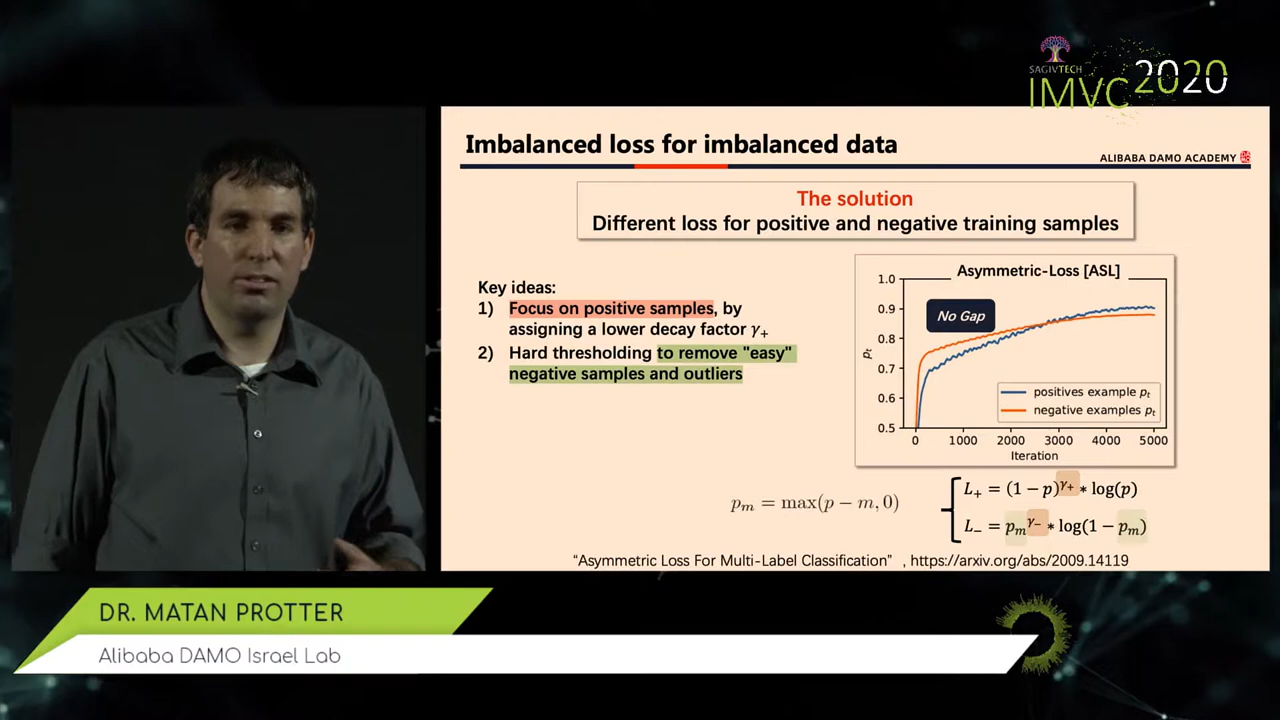 SAGIVTECH
IMVC 2020
Imbalanced loss for imbalanced data
ALIBABA DAMO ACADEMY
The solution
Different loss for positive and negative training samples
Key ideas:
1) Focus on positive samples, by
assigning a lower decay factor γ₊
2) Hard thresholding to remove "easy"
negative samples and outliers
Asymmetric-Loss [ASL]
No Gap
1.0
0.9
0.8
0.7
0.6
0.5
pₜ
positives example pₜ
negative examples pₜ
0 1000 2000 3000 4000 5000
Iteration
pₘ = max(p − m, 0)
L₊ = (1 − p)^γ₊ ∗ log(p)
L₋ = pₘ^γ₋ ∗ log(1 − pₘ)
“Asymmetric Loss For Multi-Label Classification” , https://arxiv.org/abs/2009.14119
DR. MATAN PROTTER
Alibaba DAMO Israel Lab